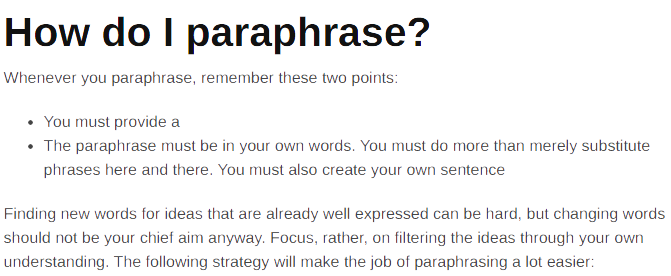 How do I paraphrase?
Whenever you paraphrase, remember these two points:
• You must provide a
• The paraphrase must be in your own words. You must do more than merely substitute
phrases here and there. You must also create your own sentence
Finding new words for ideas that are already well expressed can be hard, but changing words
should not be your chief aim anyway. Focus, rather, on filtering the ideas through your own
understanding. The following strategy will make the job of paraphrasing a lot easier: